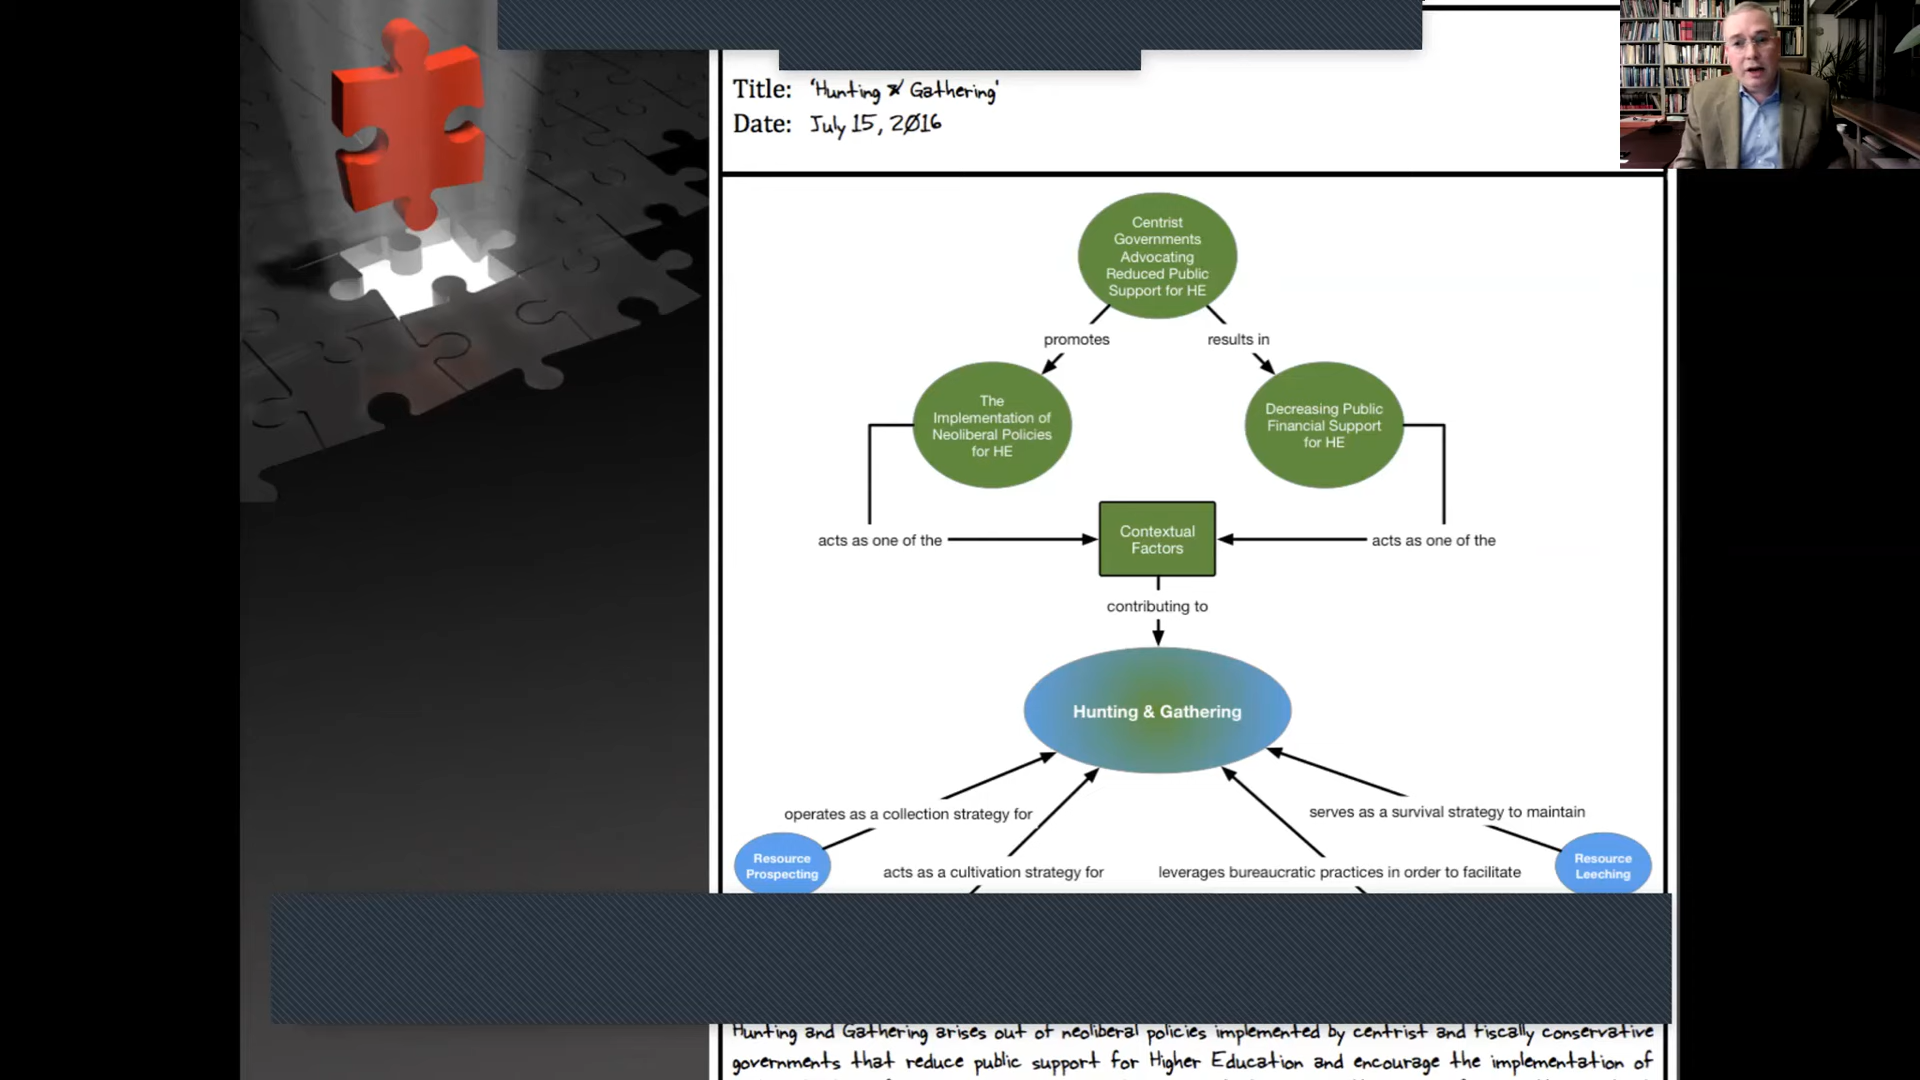 Title: 'Hunting & Gathering'
Date: July 15, 2016
Centrist
Governments
Advocating
Reduced Public
Support for HE
promotes
results in
The
Implementation of
Neoliberal Policies
for HE
Decreasing Public
Financial Support
for HE
acts as one of the
Contextual
Factors
acts as one of the
contributing to
Hunting & Gathering
operates as a collection strategy for
serves as a survival strategy to maintain
Resource
Prospecting
acts as a cultivation strategy for
leverages bureaucratic practices in order to facilitate
Resource
Leeching
Hunting and Gathering arises out of neoliberal policies implemented by centrist and fiscally conservative
governments that reduce public support for Higher Education and encourage the implementation of